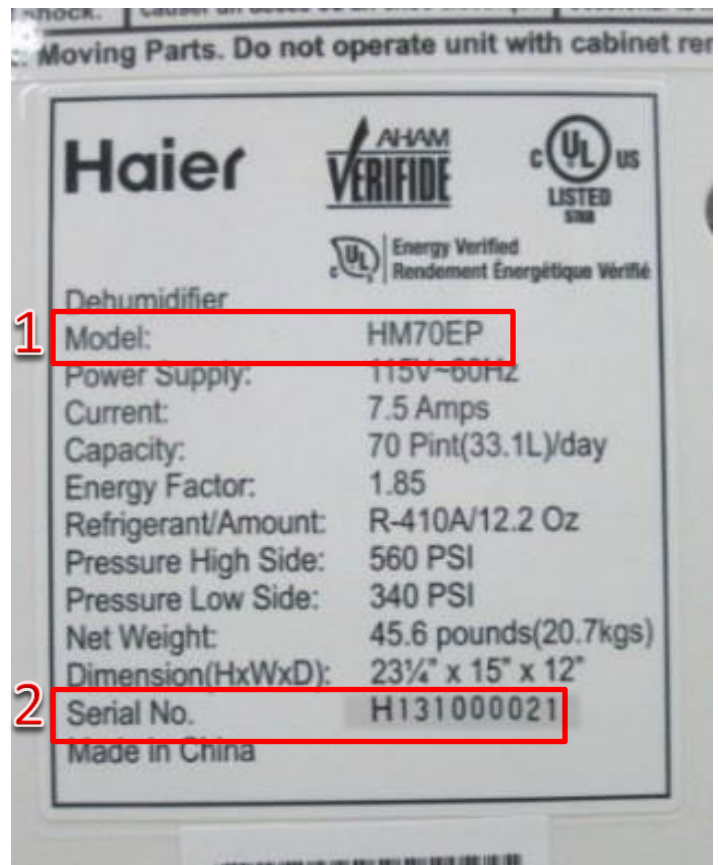 shock.
Moving Parts. Do not operate unit with cabinet
Haier
AHAM
VERIFIDE
C UL US
LISTED
C UL Energy Verified
Rendement Énergétique Vérifié
Dehumidifier
1 Model: HM70EP
Power Supply: 115V~60Hz
Current: 7.5 Amps
Capacity: 70 Pint(33.1L)/day
Energy Factor: 1.85
Refrigerant/Amount: R-410A/12.2 Oz
Pressure High Side: 560 PSI
Pressure Low Side: 340 PSI
Net Weight: 45.6 pounds(20.7kgs)
Dimension(HxWxD): 23¼" x 15" x 12"
2 Serial No. H131000021
Made in China